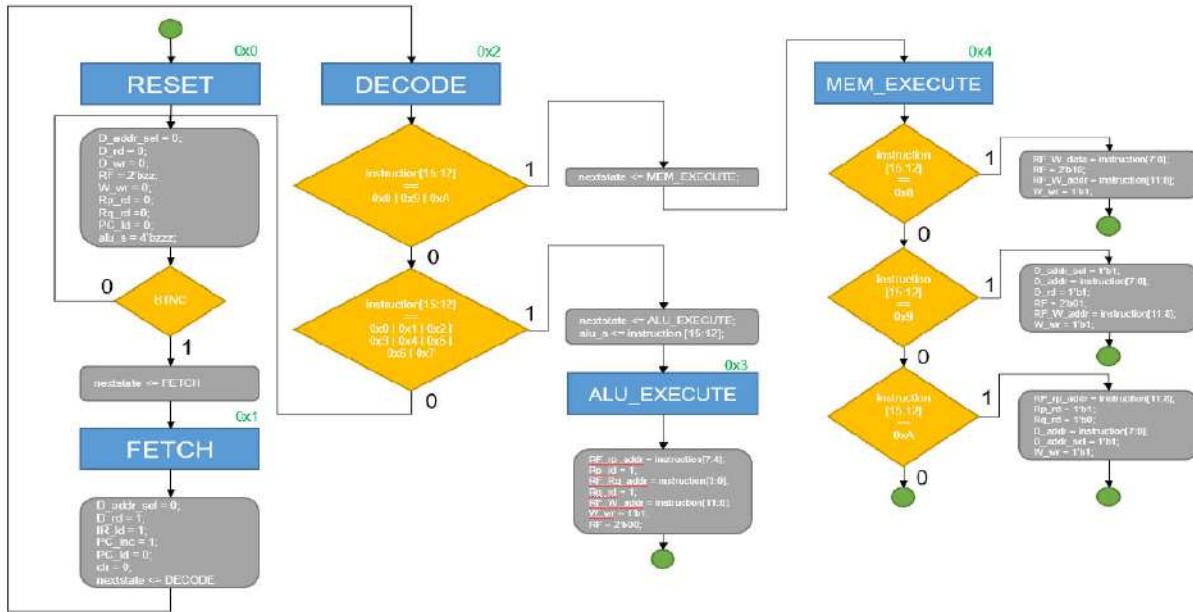 0x0
RESET
D_addr_sel = 0;
D_rd = 0;
D_wr = 0;
RF = 2'bzz;
W_wr = 0;
Rp_rd = 0;
Rq_rd =0;
PC_ld = 0;
alu_s = 4'bzzz;
0
BTNC
1
nextstate <= FETCH
0x1
FETCH
D_addr_sel = 0;
D_rd = 1;
IR_ld = 1;
PC_inc = 1;
PC_ld = 0;
clr = 0;
nextstate <= DECODE
0x2
DECODE
instruction[15:12]
==
0x8 | 0x9 | 0xA
1
0
nextstate <= MEM_EXECUTE;
instruction[15:12]
==
0x0 | 0x1 | 0x2 |
0x3 | 0x4 | 0x5 |
0x6 | 0x7
1
0
nextstate <= ALU_EXECUTE;
alu_s <= instruction [15:12];
0x3
ALU_EXECUTE
RF_rp_addr = instruction[7:4];
Rp_rd = 1;
RF_Rq_addr = instruction[3:0];
Rq_rd = 1;
RF_W_addr = instruction[11:8];
W_wr = 1'b1;
RF = 2'b00;
0x4
MEM_EXECUTE
instruction
[15:12]
==
0x8
1
0
RF_W_data = instruction[7:0];
RF = 2'b10;
RF_W_addr = instruction[11:8];
W_wr = 1'b1;
instruction
[15:12]
==
0x9
1
0
D_addr_sel = 1'b1;
D_addr = instruction[7:0];
D_rd = 1'b1;
RF = 2'b01;
RF_W_addr = instruction[11:8];
W_wr = 1'b1;
instruction
[15:12]
==
0xA
1
0
RF_rp_addr = instruction[11:8];
Rp_rd = 1'b1;
Rq_rd = 1'b0;
D_addr = instruction[7:0];
D_addr_sel = 1'b1;
W_wr = 1'b1;